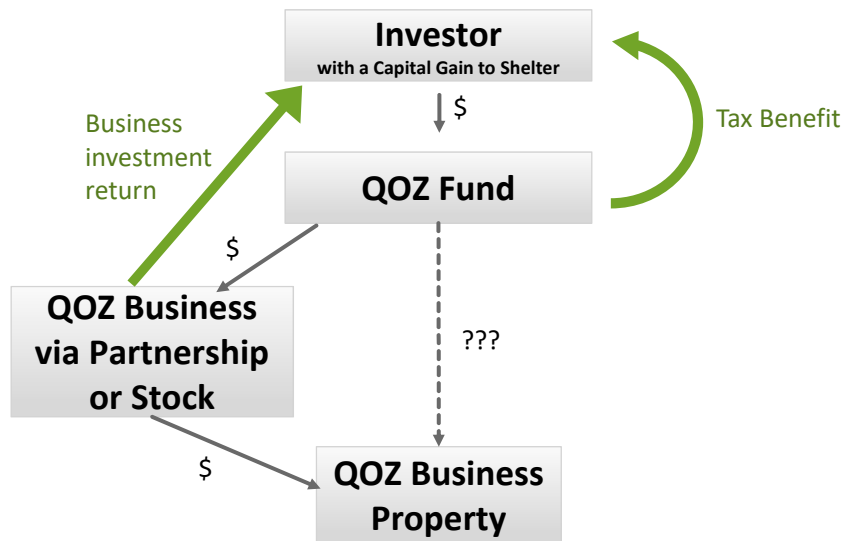 Investor
with a Capital Gain to Shelter
$
Business
investment
return
Tax Benefit
QOZ Fund
$
QOZ Business
via Partnership
or Stock
???
$
QOZ Business
Property